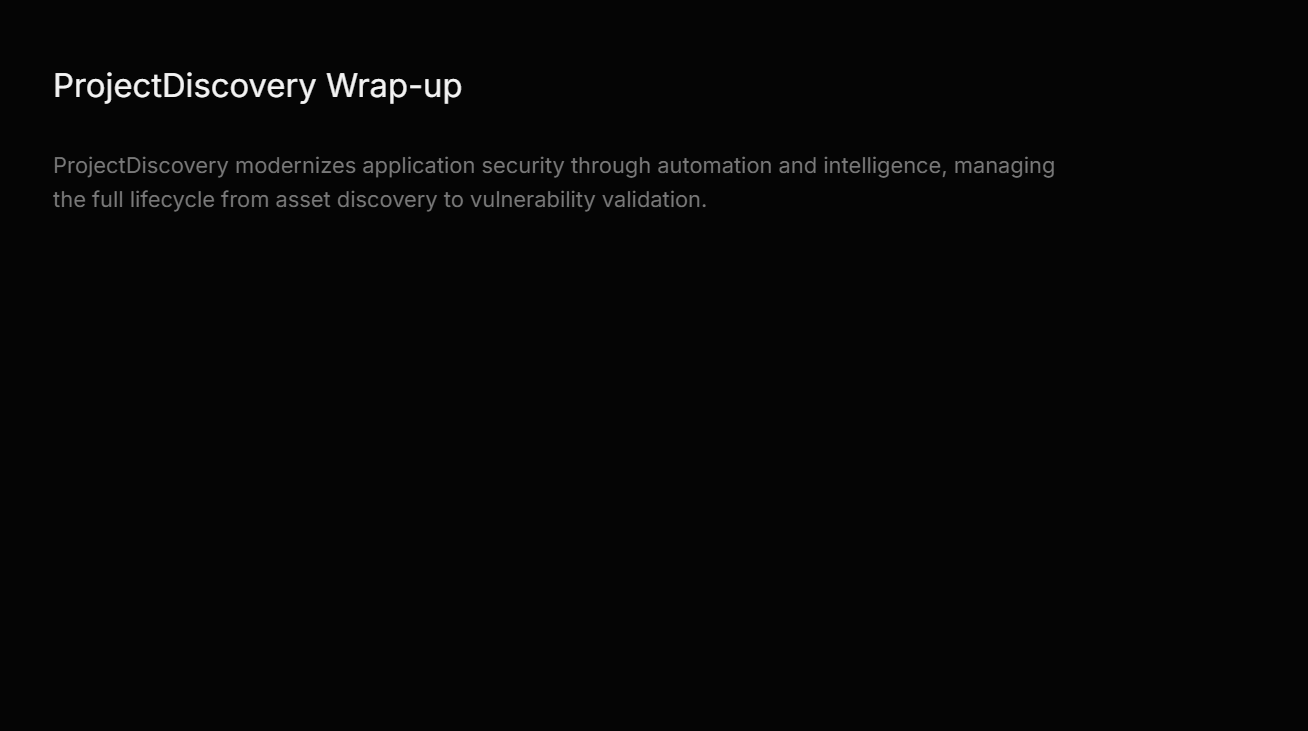 ProjectDiscovery Wrap-up
ProjectDiscovery modernizes application security through automation and intelligence, managing
the full lifecycle from asset discovery to vulnerability validation.